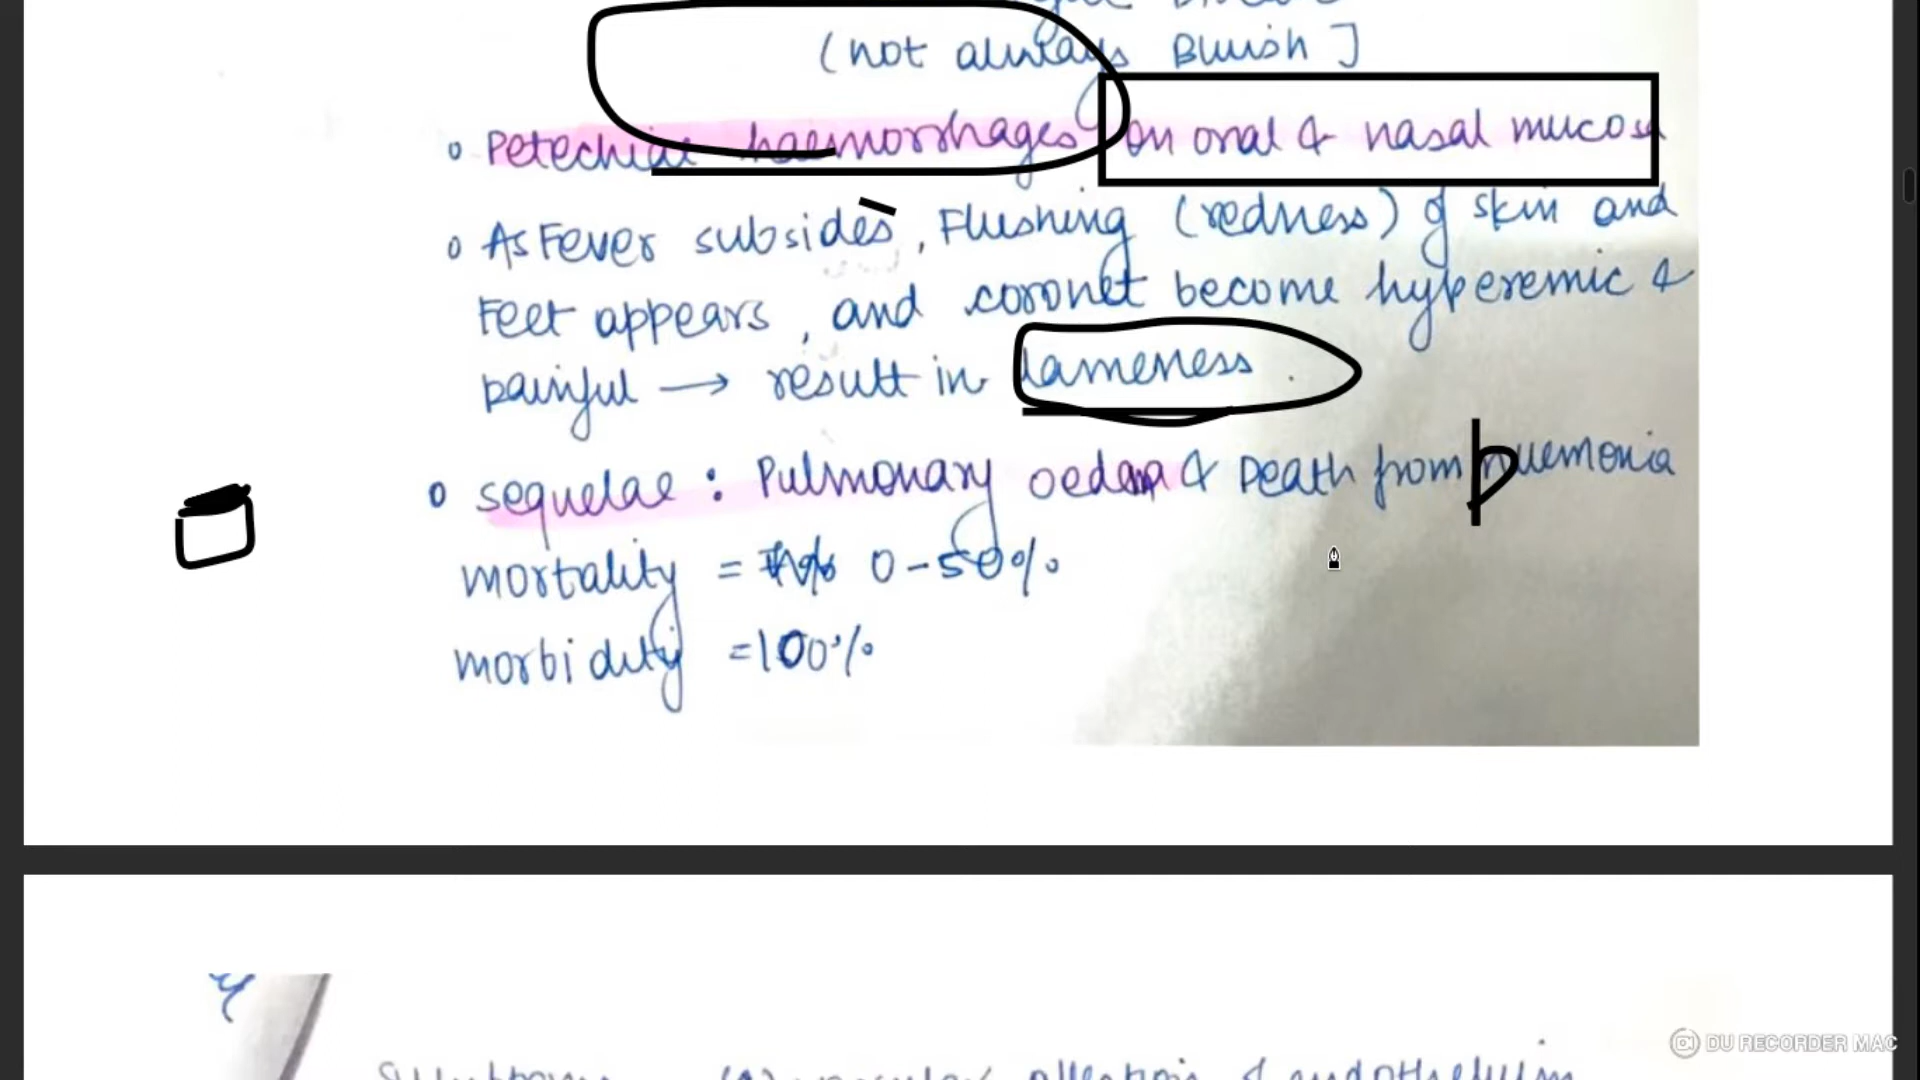 (not always Bluish]
o Petechial haemorrhages on oral & nasal mucosa
o As Fever subsides, Flushing (redness) of skin and
Feet appears, and coronet become hyperemic &
painful → result in lameness.
o sequelae : Pulmonary oedema & Death from pnuemonia
mortality = 0-50%
morbidity =100%
DU RECORDER MAC